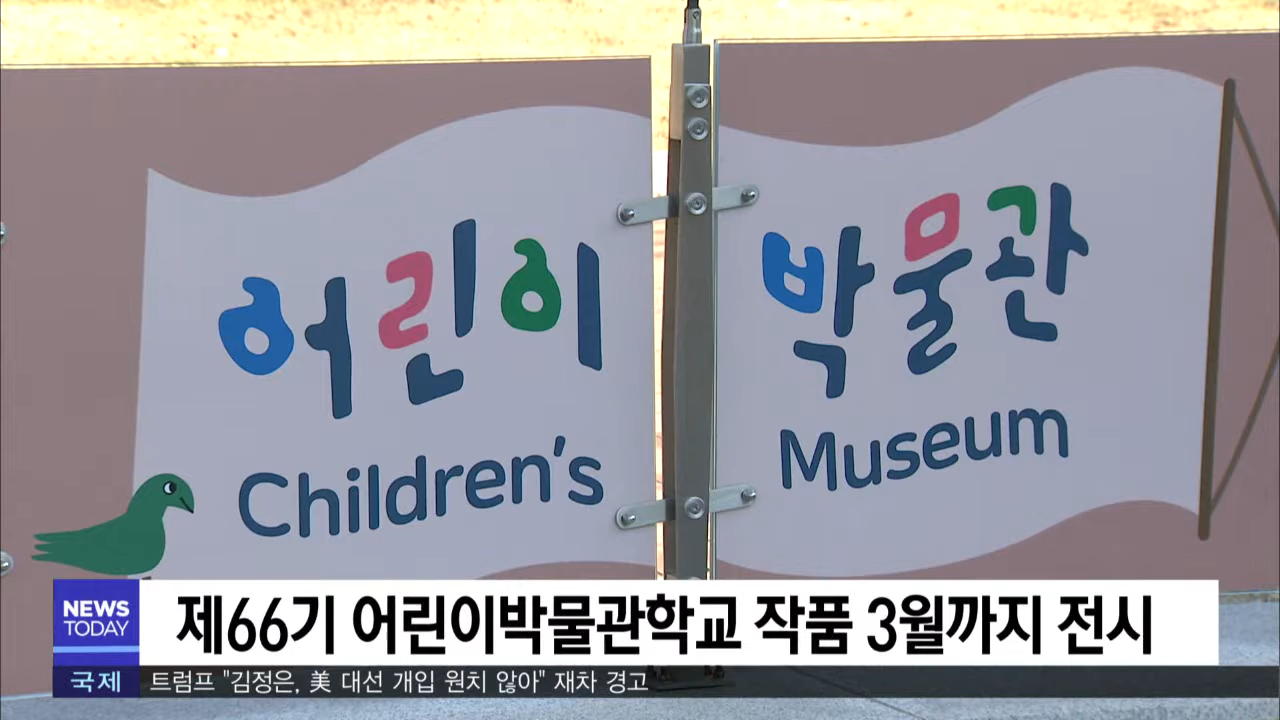 어린이 박물관
Children's Museum
NEWS TODAY
제66기 어린이박물관학교 작품 3월까지 전시
국제 트럼프 "김정은, 美 대선 개입 원치 않아" 재차 경고